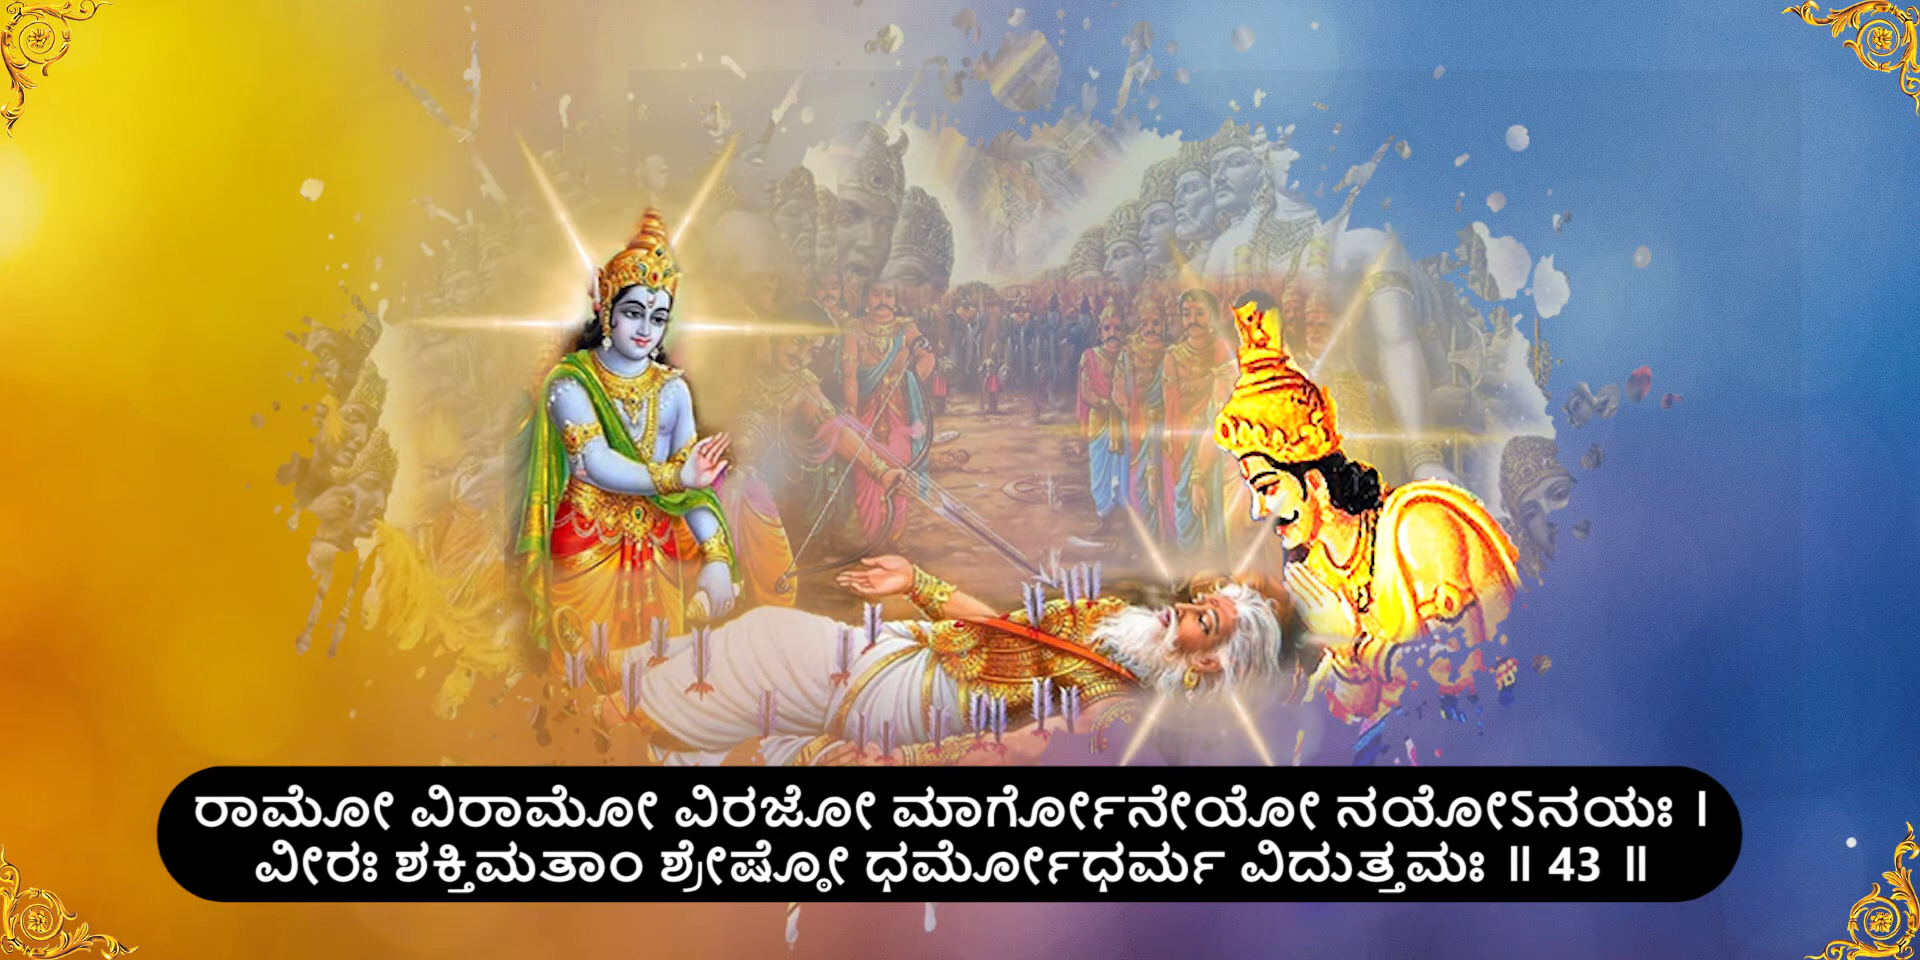 ರಾಮೋ ವಿರಾಮೋ ವಿರಜೋ ಮಾರ್ಗೋನೇಯೋ ನಯೋಽನಯಃ ।
ವೀರಃ ಶಕ್ತಿಮತಾಂ ಶ್ರೇಷ್ಠೋ ಧರ್ಮೋಧರ್ಮ ವಿದುತ್ತಮಃ ॥ 43 ॥